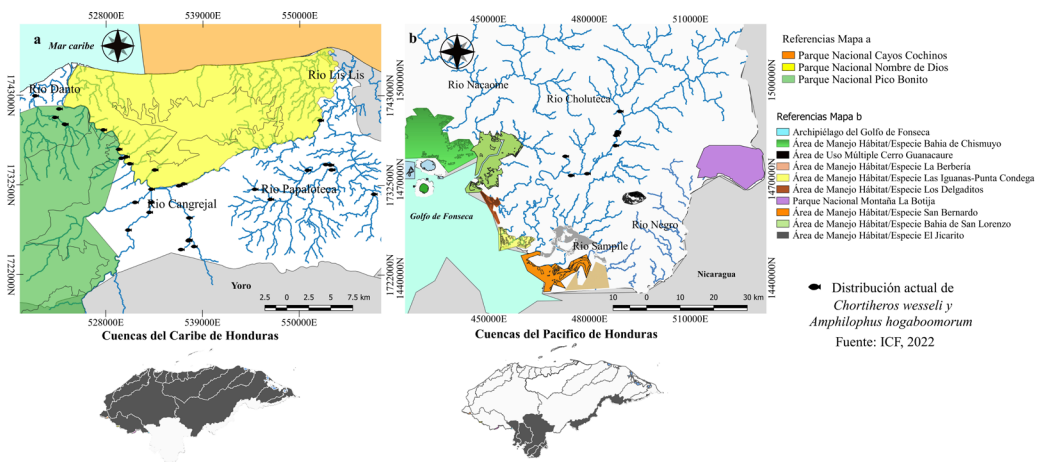 528000E
539000E
550000E
a
Mar caribe
Rio Danto
Rio Lis Lis
Rio Cangrejal
Rio Papaloteca
Yoro
1743000N
1732500N
1722000N
1743000N
1732500N
1722000N
2.5 0 2.5 5 7.5 km
528000E
539000E
550000E
Cuencas del Caribe de Honduras
450000E
480000E
510000E
b
Rio Nacaome
Rio Choluteca
Golfo de Fonseca
Rio Negro
Rio Sampile
Nicaragua
1500000N
1470000N
1440000N
1500000N
1470000N
1440000N
10 0 10 20 30 km
450000E
480000E
510000E
Cuencas del Pacifico de Honduras
Referencias Mapa a
Parque Nacional Cayos Cochinos
Parque Nacional Nombre de Dios
Parque Nacional Pico Bonito
Referencias Mapa b
Archipiélago del Golfo de Fonseca
Área de Manejo Hábitat/Especie Bahia de Chismuyo
Área de Uso Múltiple Cerro Guanacaure
Área de Manejo Hábitat/Especie La Berbería
Área de Manejo Hábitat/Especie Las Iguanas-Punta Condega
Área de Manejo Hábitat/Especie Los Delgaditos
Parque Nacional Montaña La Botija
Área de Manejo Hábitat/Especie San Bernardo
Área de Manejo Hábitat/Especie Bahia de San Lorenzo
Área de Manejo Hábitat/Especie El Jicarito
Distribución actual de
Chortiheros wesseli y
Amphilophus hogaboomorum
Fuente: ICF, 2022